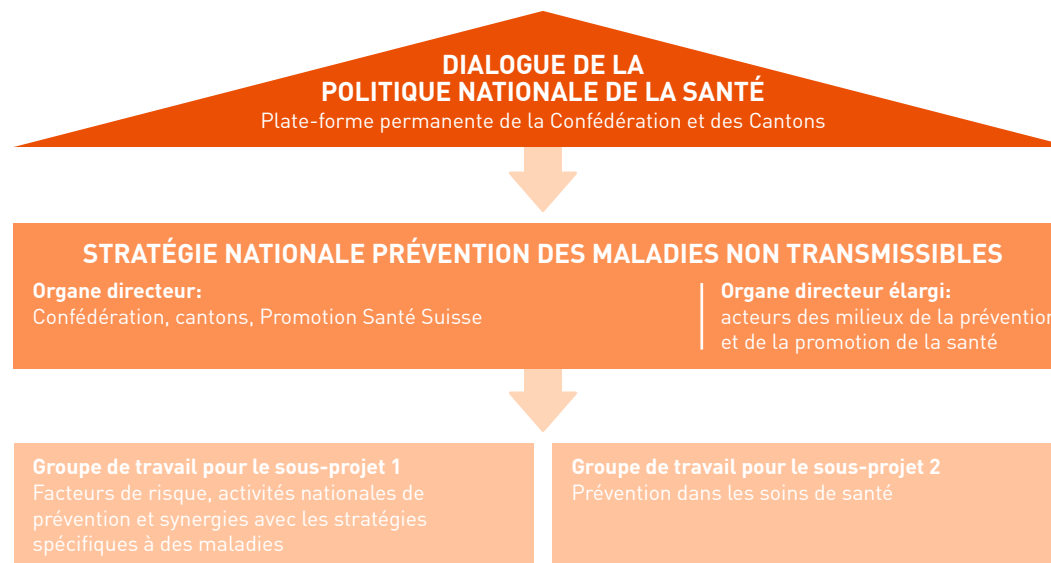 DIALOGUE DE LA
POLITIQUE NATIONALE DE LA SANTÉ
Plate-forme permanente de la Confédération et des Cantons
STRATÉGIE NATIONALE PRÉVENTION DES MALADIES NON TRANSMISSIBLES
Organe directeur:
Confédération, cantons, Promotion Santé Suisse
Organe directeur élargi:
acteurs des milieux de la prévention
et de la promotion de la santé
Groupe de travail pour le sous-projet 1
Facteurs de risque, activités nationales de
prévention et synergies avec les stratégies
spécifiques à des maladies
Groupe de travail pour le sous-projet 2
Prévention dans les soins de santé